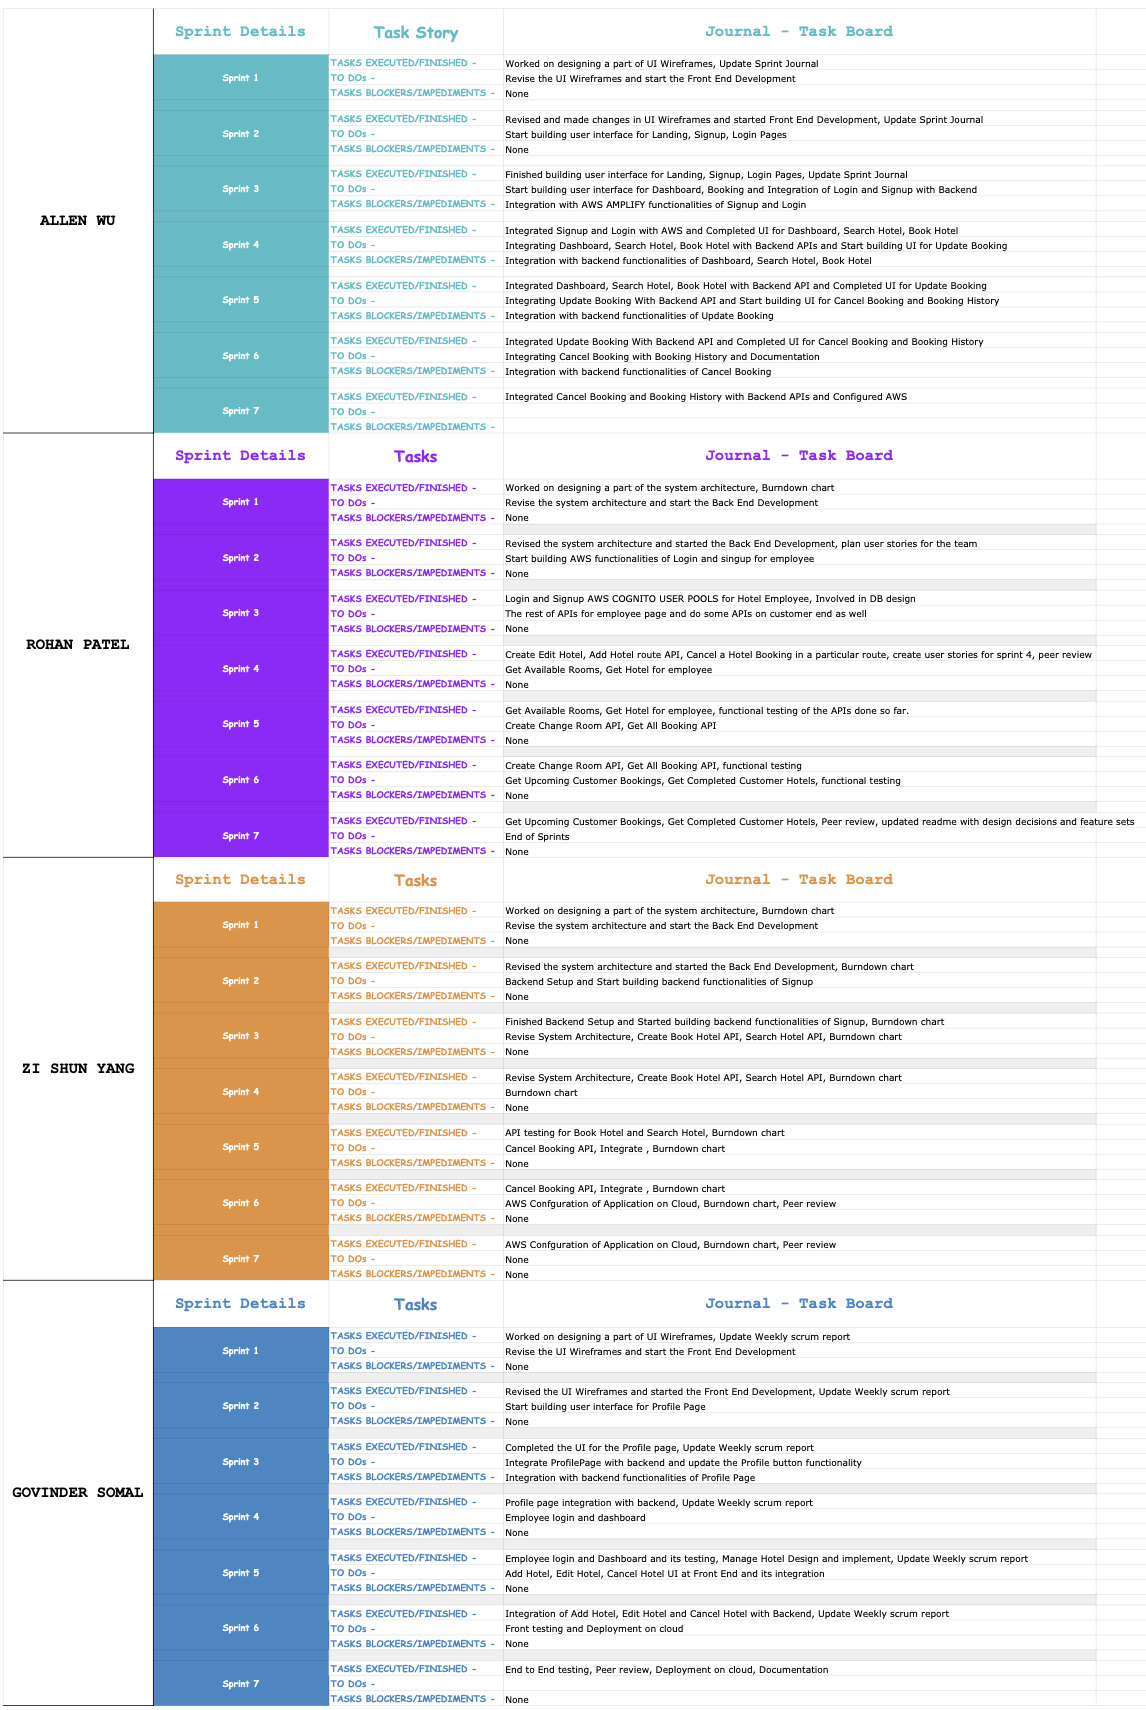 Sprint Details Task Story Journal - Task Board
ALLEN WU
Sprint 1
TASKS EXECUTED/FINISHED - Worked on designing a part of UI Wireframes, Update Sprint Journal
TO DOs - Revise the UI Wireframes and start the Front End Development
TASKS BLOCKERS/IMPEDIMENTS - None
Sprint 2
TASKS EXECUTED/FINISHED - Revised and made changes in UI Wireframes and started Front End Development, Update Sprint Journal
TO DOs - Start building user interface for Landing, Signup, Login Pages
TASKS BLOCKERS/IMPEDIMENTS - None
Sprint 3
TASKS EXECUTED/FINISHED - Finished building user interface for Landing, Signup, Login Pages, Update Sprint Journal
TO DOs - Start building user interface for Dashboard, Booking and Integration of Login and Signup with Backend
TASKS BLOCKERS/IMPEDIMENTS - Integration with AWS AMPLIFY functionalities of Signup and Login
Sprint 4
TASKS EXECUTED/FINISHED - Integrated Signup and Login with AWS and Completed UI for Dashboard, Search Hotel, Book Hotel
TO DOs - Integrating Dashboard, Search Hotel, Book Hotel with Backend APIs and Start building UI for Update Booking
TASKS BLOCKERS/IMPEDIMENTS - Integration with backend functionalities of Dashboard, Search Hotel, Book Hotel
Sprint 5
TASKS EXECUTED/FINISHED - Integrated Dashboard, Search Hotel, Book Hotel with Backend API and Completed UI for Update Booking
TO DOs - Integrating Update Booking With Backend API and Start building UI for Cancel Booking and Booking History
TASKS BLOCKERS/IMPEDIMENTS - Integration with backend functionalities of Update Booking
Sprint 6
TASKS EXECUTED/FINISHED - Integrated Update Booking With Backend API and Completed UI for Cancel Booking and Booking History
TO DOs - Integrating Cancel Booking with Booking History and Documentation
TASKS BLOCKERS/IMPEDIMENTS - Integration with backend functionalities of Cancel Booking
Sprint 7
TASKS EXECUTED/FINISHED - Integrated Cancel Booking and Booking History with Backend APIs and Configured AWS
TO DOs -
TASKS BLOCKERS/IMPEDIMENTS -
Sprint Details Tasks Journal - Task Board
ROHAN PATEL
Sprint 1
TASKS EXECUTED/FINISHED - Worked on designing a part of the system architecture, Burndown chart
TO DOs - Revise the system architecture and start the Back End Development
TASKS BLOCKERS/IMPEDIMENTS - None
Sprint 2
TASKS EXECUTED/FINISHED - Revised the system architecture and started the Back End Development, plan user stories for the team
TO DOs - Start building AWS functionalities of Login and singup for employee
TASKS BLOCKERS/IMPEDIMENTS - None
Sprint 3
TASKS EXECUTED/FINISHED - Login and Signup AWS COGNITO USER POOLS for Hotel Employee, Involved in DB design
TO DOs - The rest of APIs for employee page and do some APIs on customer end as well
TASKS BLOCKERS/IMPEDIMENTS - None
Sprint 4
TASKS EXECUTED/FINISHED - Create Edit Hotel, Add Hotel route API, Cancel a Hotel Booking in a particular route, create user stories for sprint 4, peer review
TO DOs - Get Available Rooms, Get Hotel for employee
TASKS BLOCKERS/IMPEDIMENTS - None
Sprint 5
TASKS EXECUTED/FINISHED - Get Available Rooms, Get Hotel for employee, functional testing of the APIs done so far.
TO DOs - Create Change Room API, Get All Booking API
TASKS BLOCKERS/IMPEDIMENTS - None
Sprint 6
TASKS EXECUTED/FINISHED - Create Change Room API, Get All Booking API, functional testing
TO DOs - Get Upcoming Customer Bookings, Get Completed Customer Hotels, functional testing
TASKS BLOCKERS/IMPEDIMENTS - None
Sprint 7
TASKS EXECUTED/FINISHED - Get Upcoming Customer Bookings, Get Completed Customer Hotels, Peer review, updated readme with design decisions and feature sets
TO DOs - End of Sprints
TASKS BLOCKERS/IMPEDIMENTS - None
Sprint Details Tasks Journal - Task Board
ZI SHUN YANG
Sprint 1
TASKS EXECUTED/FINISHED - Worked on designing a part of the system architecture, Burndown chart
TO DOs - Revise the system architecture and start the Back End Development
TASKS BLOCKERS/IMPEDIMENTS - None
Sprint 2
TASKS EXECUTED/FINISHED - Revised the system architecture and started the Back End Development, Burndown chart
TO DOs - Backend Setup and Start building backend functionalities of Signup
TASKS BLOCKERS/IMPEDIMENTS - None
Sprint 3
TASKS EXECUTED/FINISHED - Finished Backend Setup and Started building backend functionalities of Signup, Burndown chart
TO DOs - Revise System Architecture, Create Book Hotel API, Search Hotel API, Burndown chart
TASKS BLOCKERS/IMPEDIMENTS - None
Sprint 4
TASKS EXECUTED/FINISHED - Revise System Architecture, Create Book Hotel API, Search Hotel API, Burndown chart
TO DOs - Burndown chart
TASKS BLOCKERS/IMPEDIMENTS - None
Sprint 5
TASKS EXECUTED/FINISHED - API testing for Book Hotel and Search Hotel, Burndown chart
TO DOs - Cancel Booking API, Integrate , Burndown chart
TASKS BLOCKERS/IMPEDIMENTS - None
Sprint 6
TASKS EXECUTED/FINISHED - Cancel Booking API, Integrate , Burndown chart
TO DOs - AWS Confguration of Application on Cloud, Burndown chart, Peer review
TASKS BLOCKERS/IMPEDIMENTS - None
Sprint 7
TASKS EXECUTED/FINISHED - AWS Confguration of Application on Cloud, Burndown chart, Peer review
TO DOs - None
TASKS BLOCKERS/IMPEDIMENTS - None
Sprint Details Tasks Journal - Task Board
GOVINDER SOMAL
Sprint 1
TASKS EXECUTED/FINISHED - Worked on designing a part of UI Wireframes, Update Weekly scrum report
TO DOs - Revise the UI Wireframes and start the Front End Development
TASKS BLOCKERS/IMPEDIMENTS - None
Sprint 2
TASKS EXECUTED/FINISHED - Revised the UI Wireframes and started the Front End Development, Update Weekly scrum report
TO DOs - Start building user interface for Profile Page
TASKS BLOCKERS/IMPEDIMENTS - None
Sprint 3
TASKS EXECUTED/FINISHED - Completed the UI for the Profile page, Update Weekly scrum report
TO DOs - Integrate ProfilePage with backend and update the Profile button functionality
TASKS BLOCKERS/IMPEDIMENTS - Integration with backend functionalities of Profile Page
Sprint 4
TASKS EXECUTED/FINISHED - Profile page integration with backend, Update Weekly scrum report
TO DOs - Employee login and dashboard
TASKS BLOCKERS/IMPEDIMENTS - None
Sprint 5
TASKS EXECUTED/FINISHED - Employee login and Dashboard and its testing, Manage Hotel Design and implement, Update Weekly scrum report
TO DOs - Add Hotel, Edit Hotel, Cancel Hotel UI at Front End and its integration
TASKS BLOCKERS/IMPEDIMENTS - None
Sprint 6
TASKS EXECUTED/FINISHED - Integration of Add Hotel, Edit Hotel and Cancel Hotel with Backend, Update Weekly scrum report
TO DOs - Front testing and Deployment on cloud
TASKS BLOCKERS/IMPEDIMENTS - None
Sprint 7
TASKS EXECUTED/FINISHED - End to End testing, Peer review, Deployment on cloud, Documentation
TO DOs -
TASKS BLOCKERS/IMPEDIMENTS - None